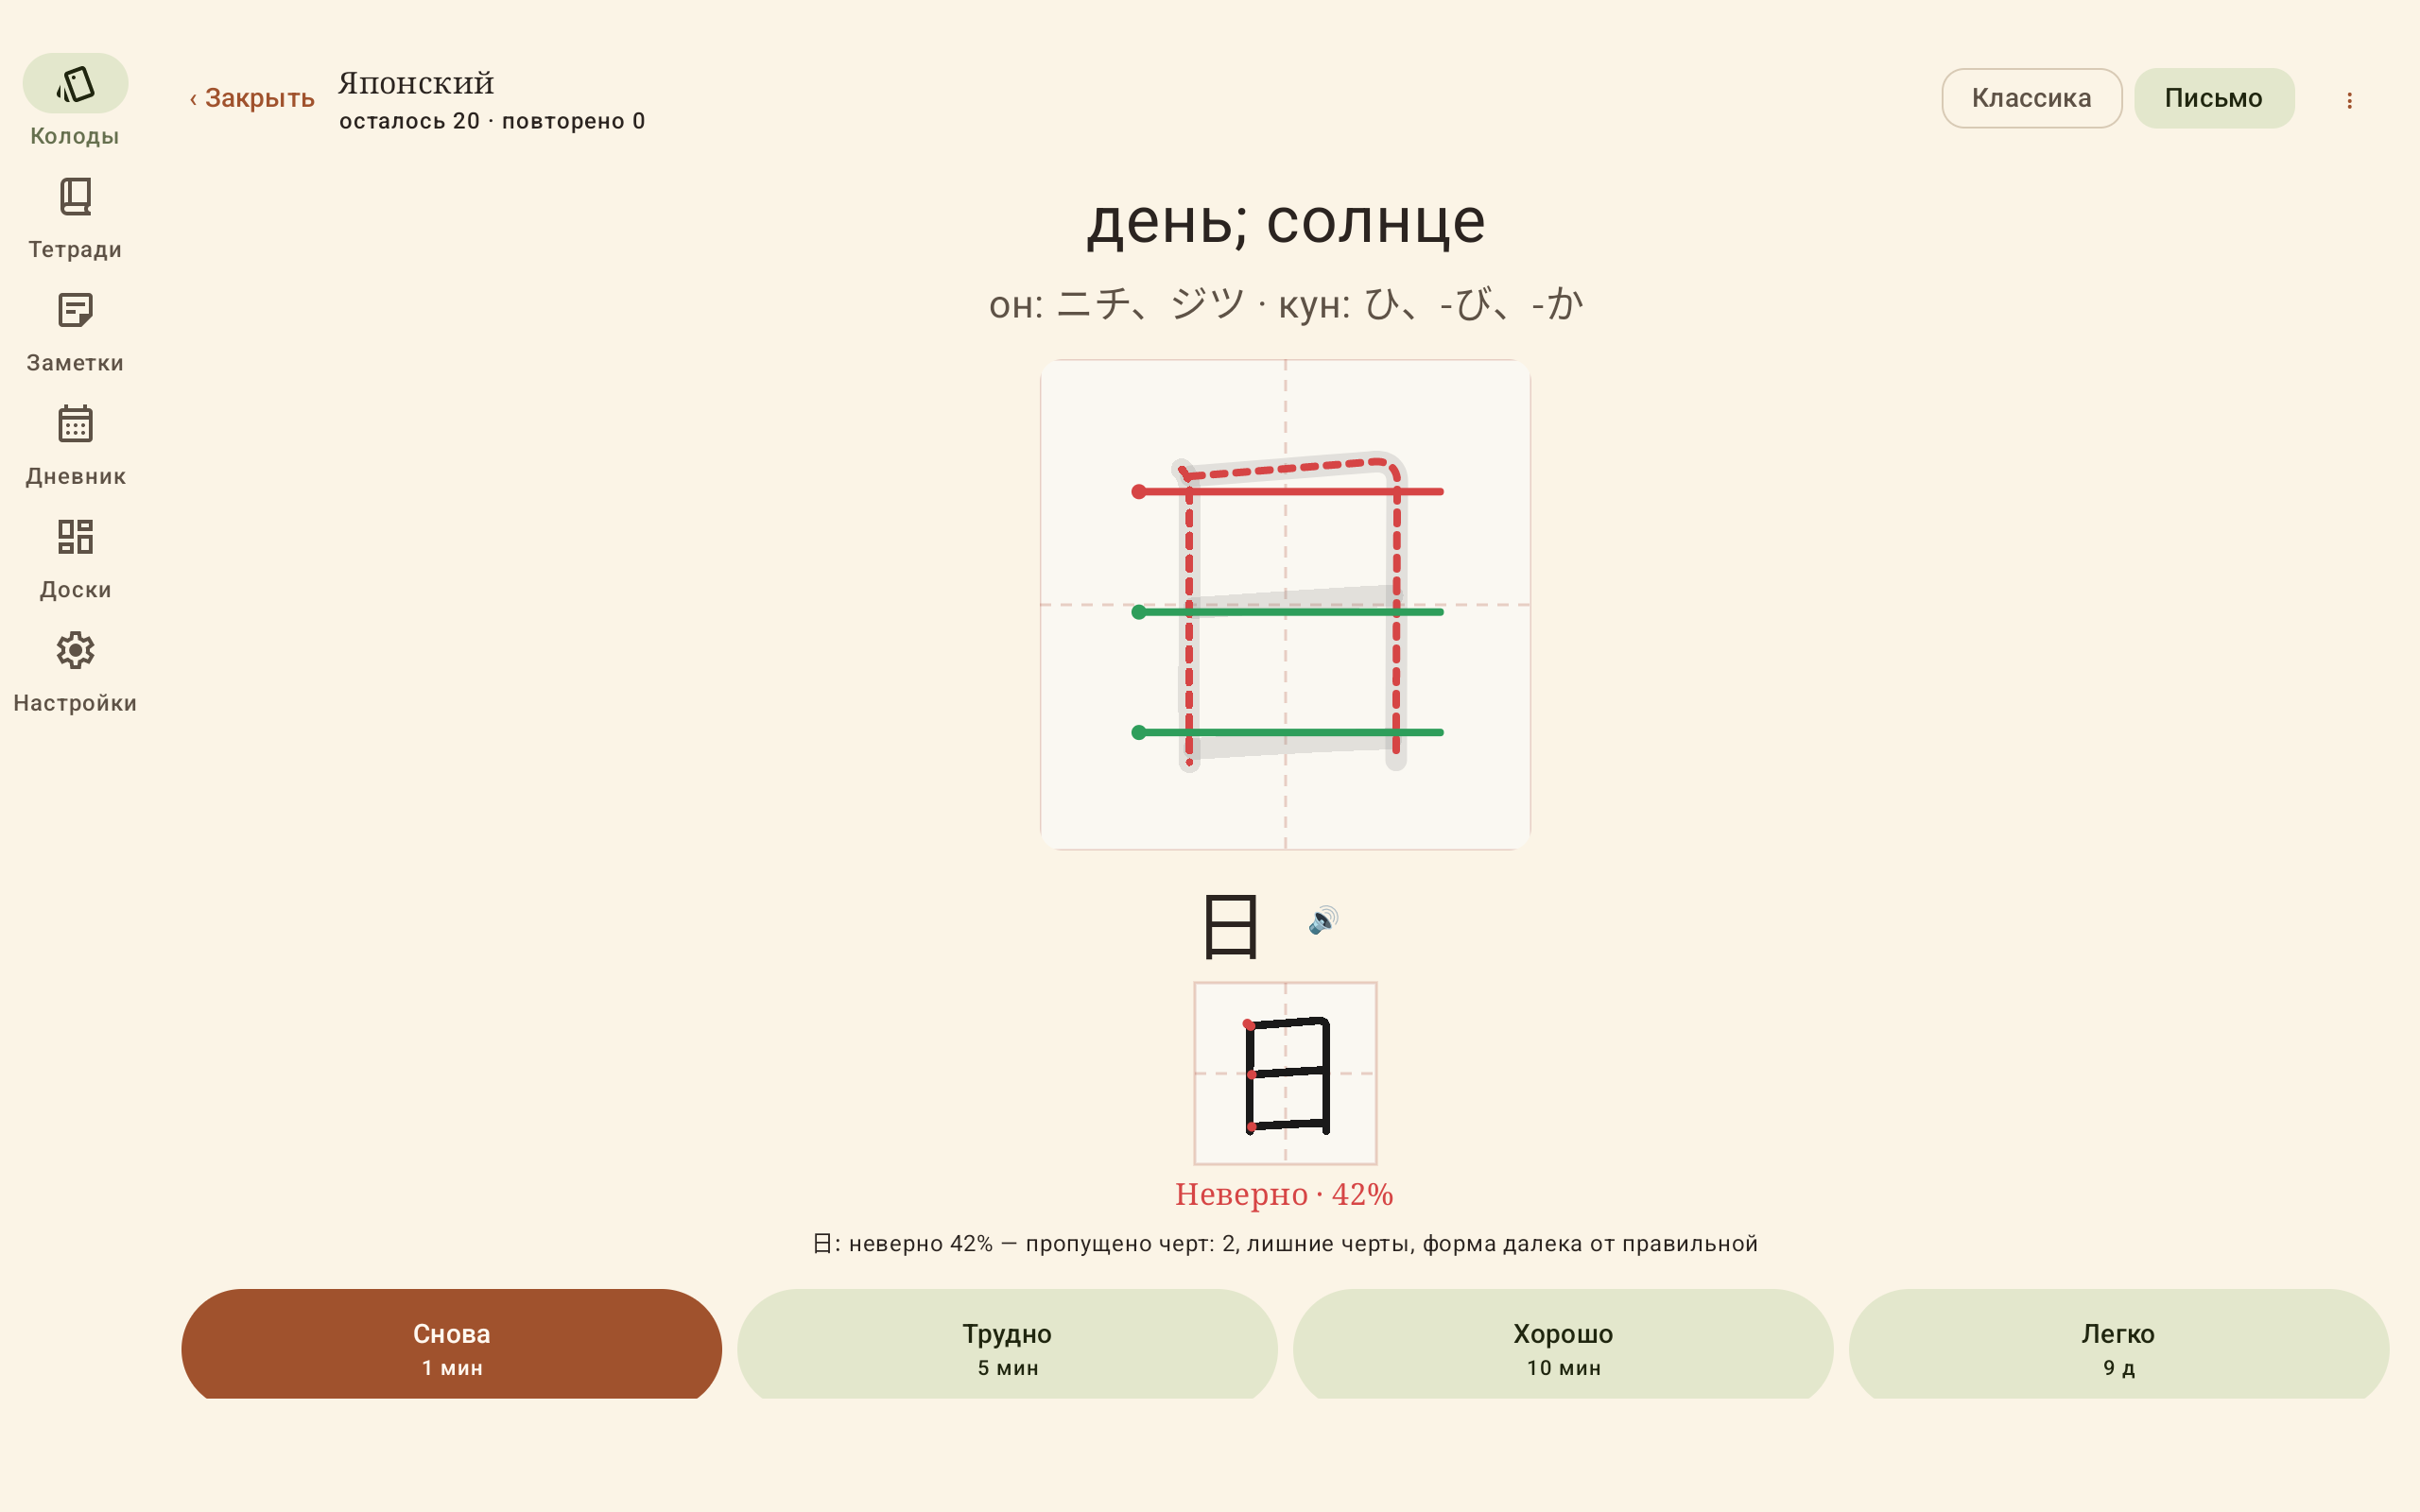 ‹ Закрыть
Японский
осталось 20 · повторено 0
Классика
Письмо
Колоды
Тетради
Заметки
Дневник
Доски
Настройки
день; солнце
он: ニチ、ジツ · кун: ひ、-び、-か
日
Неверно · 42%
日: неверно 42% — пропущено черт: 2, лишние черты, форма далека от правильной
Снова
1 мин
Трудно
5 мин
Хорошо
10 мин
Легко
9 д